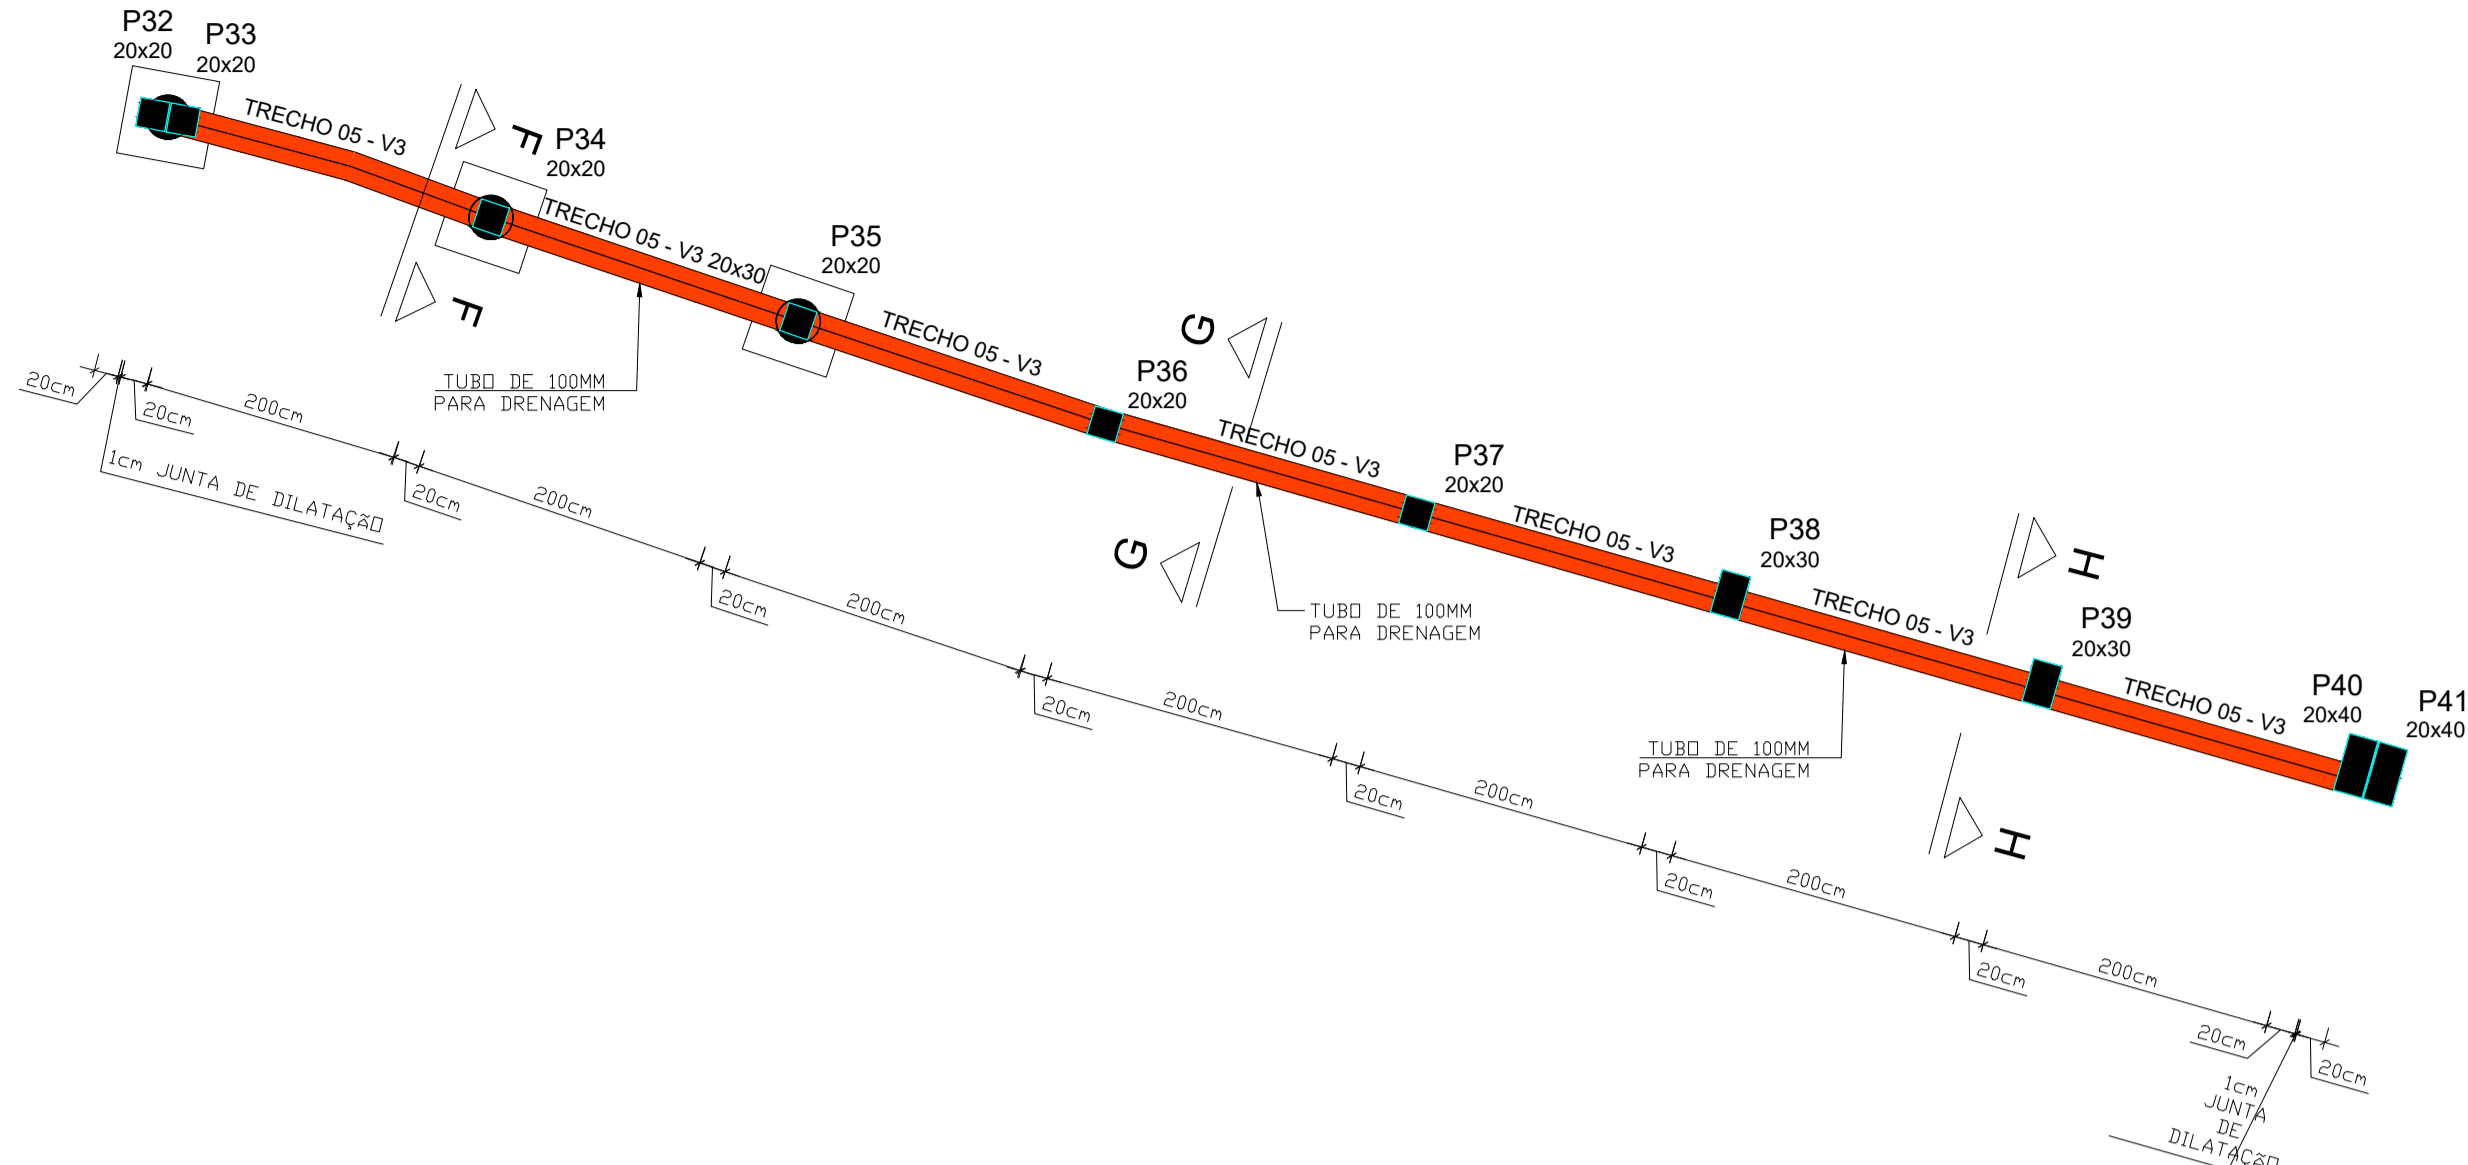 P32
20x20
P33
20x20
TRECHO 05 - V3
F
P34
20x20
TRECHO 05 - V3 20x30
P35
20x20
F
TRECHO 05 - V3
G
P36
20x20
TRECHO 05 - V3
P37
20x20
G
TRECHO 05 - V3
P38
20x30
TRECHO 05 - V3
H
P39
20x30
TRECHO 05 - V3
P40
20x40
P41
20x40
H
TUBO DE 100MM
PARA DRENAGEM
TUBO DE 100MM
PARA DRENAGEM
TUBO DE 100MM
PARA DRENAGEM
20cm
20cm
200cm
1cm JUNTA DE DILATAÇãO
20cm
200cm
20cm
200cm
20cm
200cm
20cm
200cm
20cm
200cm
20cm
200cm
20cm
20cm
1cm
JUNTA
DE
DILATAÇãO